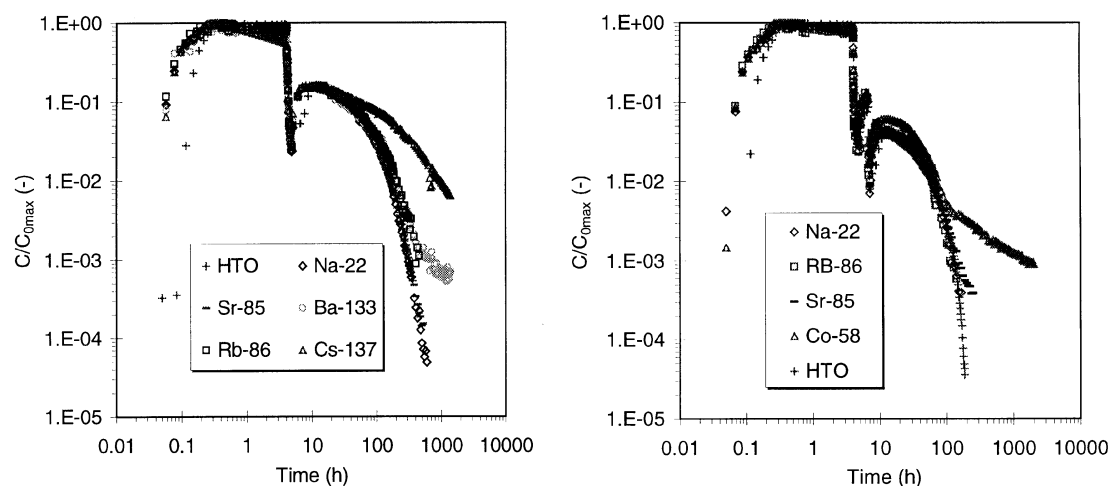 1.E+00
1.E-01
1.E-02
1.E-03
1.E-04
1.E-05
C/C0max (-)
+ HTO ◇ Na-22
- Sr-85 ○ Ba-133
□ Rb-86 △ Cs-137
0.01 0.1 1 10 100 1000 10000
Time (h)
1.E+00
1.E-01
1.E-02
1.E-03
1.E-04
1.E-05
C/C0max (-)
◇ Na-22
□ RB-86
- Sr-85
△ Co-58
+ HTO
0.01 0.1 1 10 100 1000 10000
Time (h)